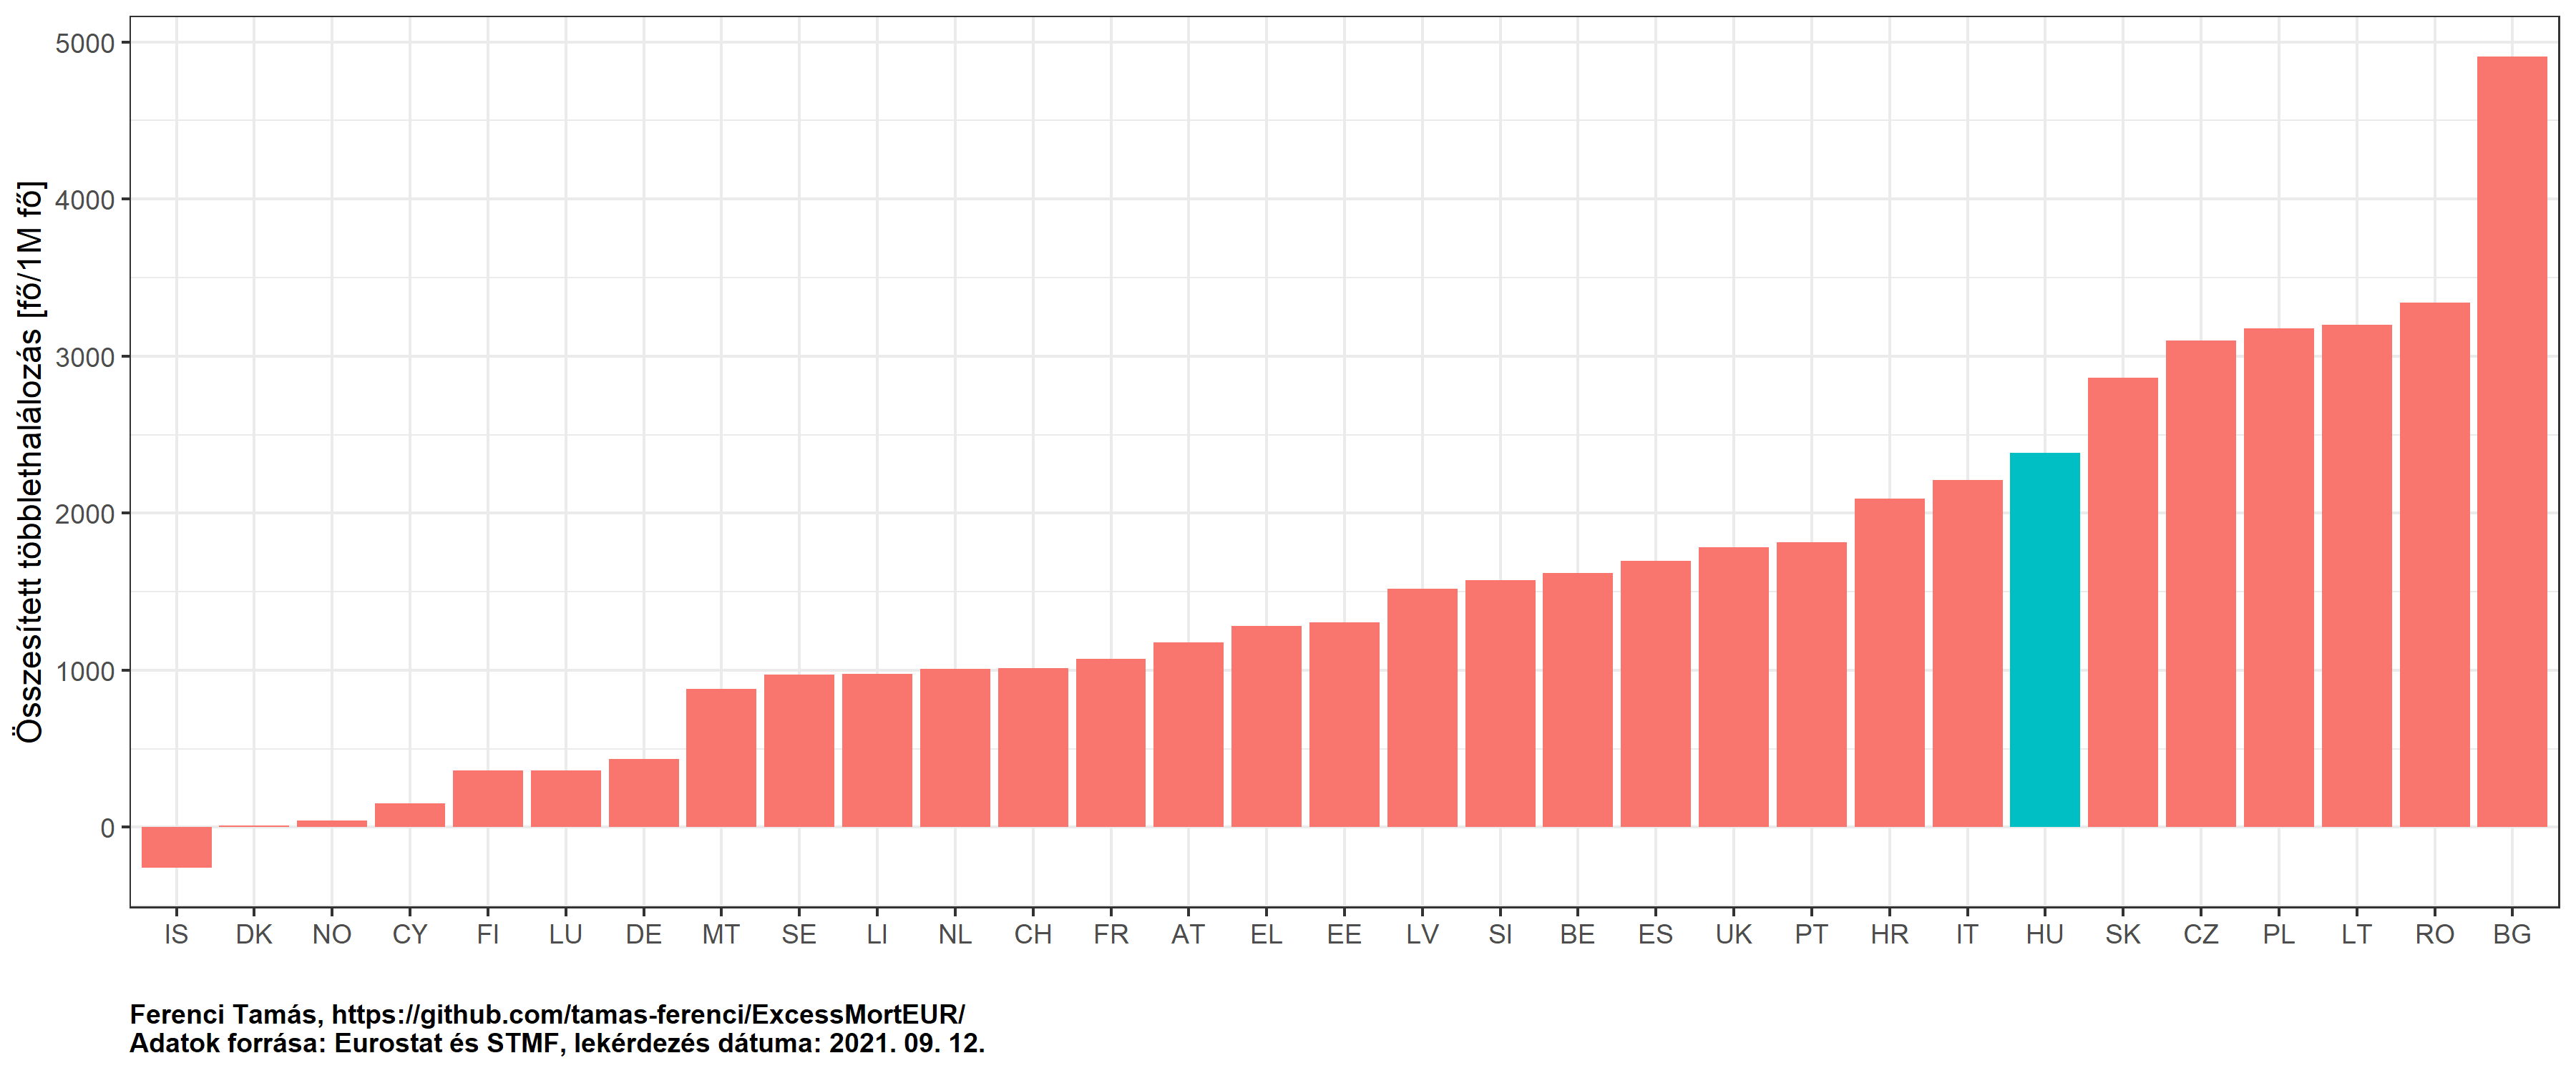 Összesített többlethalálozás [fő/1M fő]
5000
4000
3000
2000
1000
0
IS DK NO CY FI LU DE MT SE LI NL CH FR AT EL EE LV SI BE ES UK PT HR IT HU SK CZ PL LT RO BG
Ferenci Tamás, https://github.com/tamas-ferenci/ExcessMortEUR/
Adatok forrása: Eurostat és STMF, lekérdezés dátuma: 2021. 09. 12.